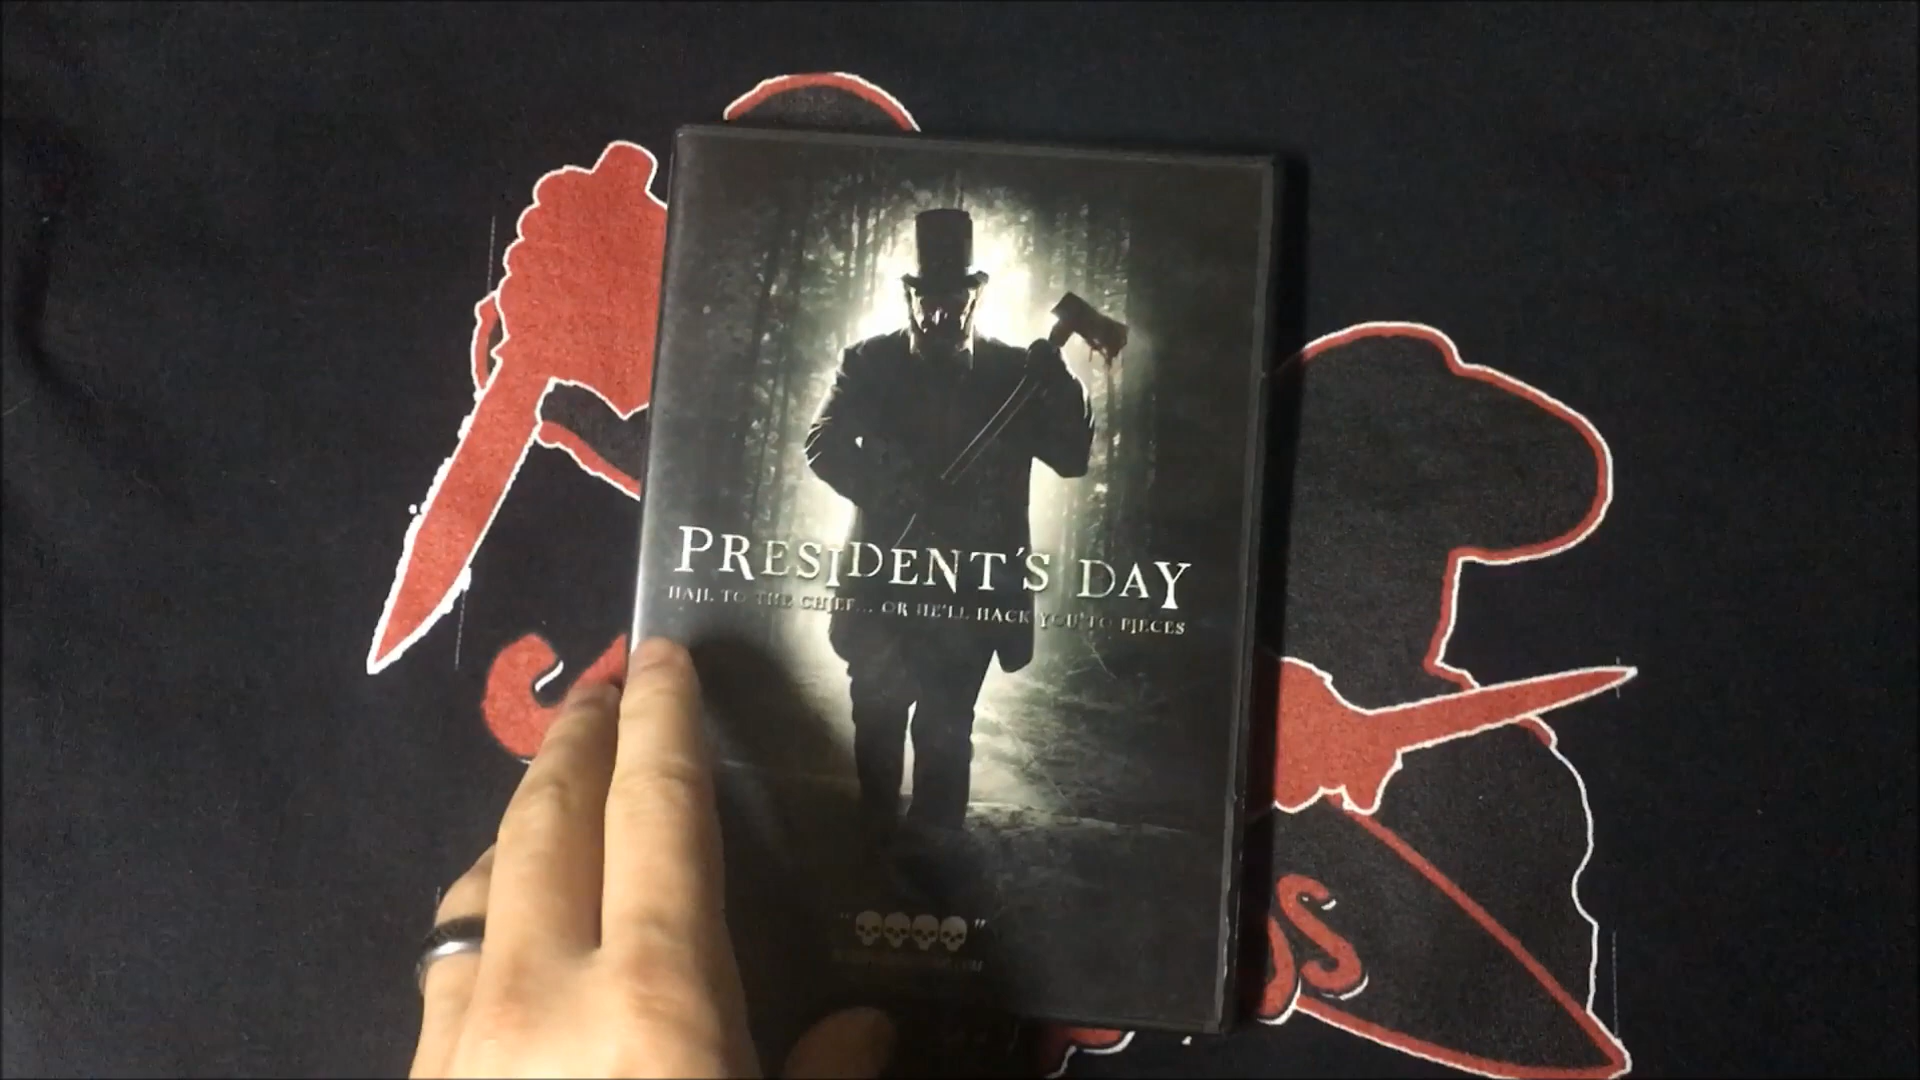 PRESIDENT'S DAY
HAIL TO THE CHIEF... OR HE'LL HACK YOU TO PIECES
"    "